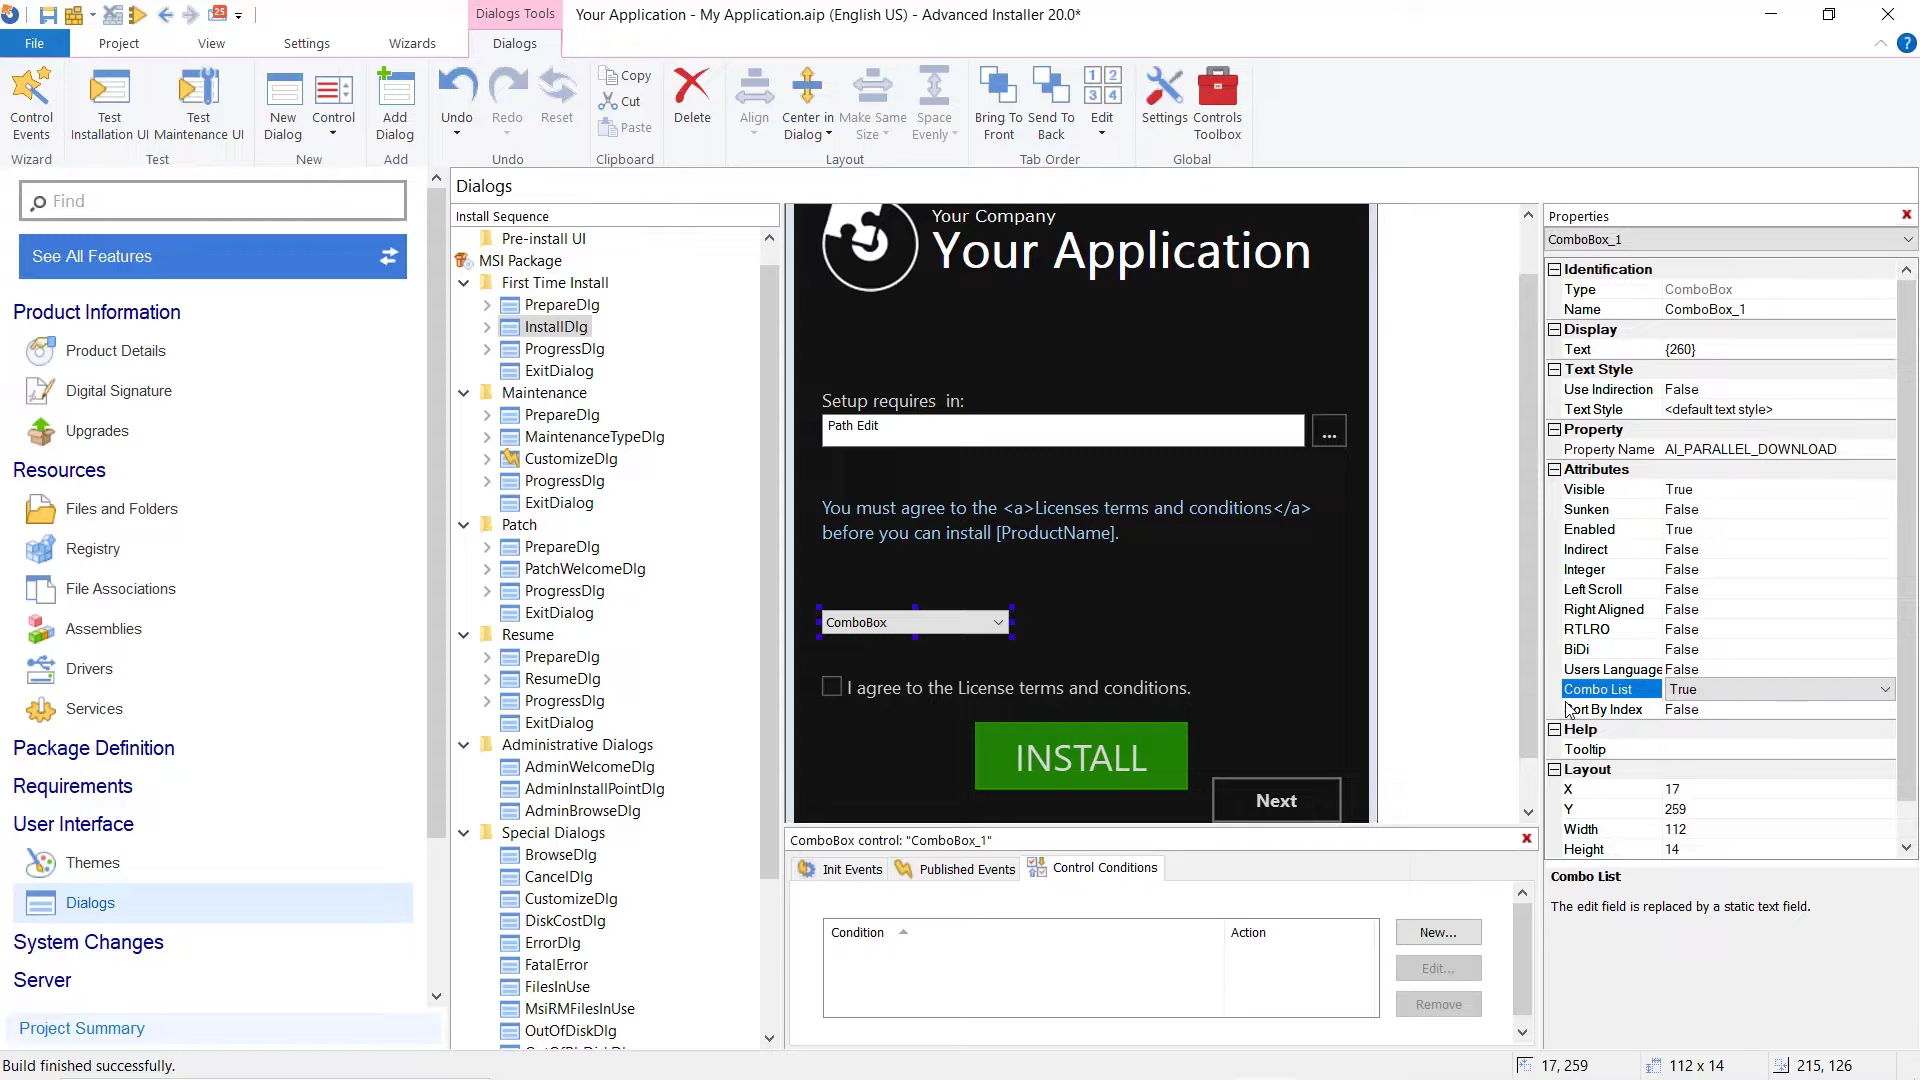 25
Dialogs Tools
Your Application - My Application.aip (English US) - Advanced Installer 20.0*
File
Project
View
Settings
Wizards
Dialogs
Control Events
Test Installation UI
Test Maintenance UI
New Dialog
Control
Add Dialog
Undo
Redo
Reset
Copy
Cut
Paste
Delete
Align
Center in Dialog
Make Same Size
Space Evenly
Bring To Front
Send To Back
1 2
3 4
Edit
Settings
Controls Toolbox
Wizard
Test
New
Add
Undo
Clipboard
Layout
Tab Order
Global
Find
See All Features
Product Information
Product Details
Digital Signature
Upgrades
Resources
Files and Folders
Registry
File Associations
Assemblies
Drivers
Services
Package Definition
Requirements
User Interface
Themes
Dialogs
System Changes
Server
Project Summary
Dialogs
Install Sequence
Pre-install UI
MSI Package
First Time Install
PrepareDlg
InstallDlg
ProgressDlg
ExitDialog
Maintenance
PrepareDlg
MaintenanceTypeDlg
CustomizeDlg
ProgressDlg
ExitDialog
Patch
PrepareDlg
PatchWelcomeDlg
ProgressDlg
ExitDialog
Resume
PrepareDlg
ResumeDlg
ProgressDlg
ExitDialog
Administrative Dialogs
AdminWelcomeDlg
AdminInstallPointDlg
AdminBrowseDlg
Special Dialogs
BrowseDlg
CancelDlg
CustomizeDlg
DiskCostDlg
ErrorDlg
FatalError
FilesInUse
MsiRMFilesInUse
OutOfDiskDlg
Your Company
Your Application
Setup requires  in:
Path Edit
...
You must agree to the <a>Licenses terms and conditions</a>
before you can install [ProductName].
ComboBox
I agree to the License terms and conditions.
INSTALL
Next
ComboBox control: "ComboBox_1"
Init Events
Published Events
Control Conditions
Condition
Action
New...
Edit...
Remove
Properties
ComboBox_1
Identification
Type ComboBox
Name ComboBox_1
Display
Text {260}
Text Style
Use Indirection False
Text Style <default text style>
Property
Property Name AI_PARALLEL_DOWNLOAD
Attributes
Visible True
Sunken False
Enabled True
Indirect False
Integer False
Left Scroll False
Right Aligned False
RTLRO False
BiDi False
Users Language False
Combo List True
ort By Index False
Help
Tooltip
Layout
X 17
Y 259
Width 112
Height 14
Combo List
The edit field is replaced by a static text field.
Build finished successfully.
17, 259
112 x 14
215, 126